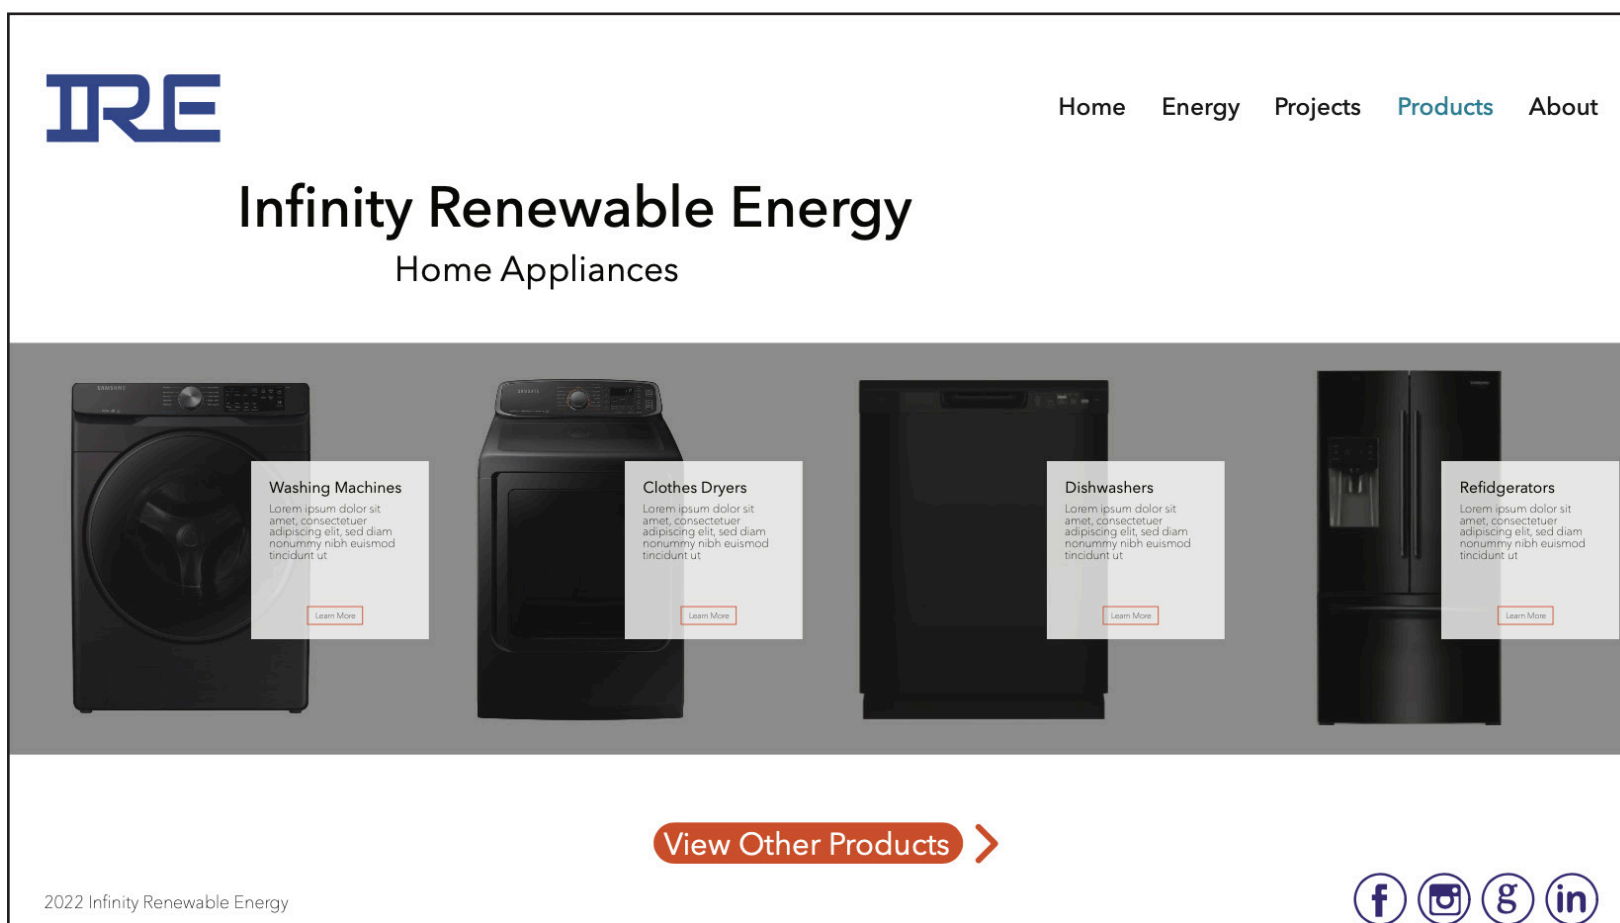 IRE
Home Energy Projects Products About
Infinity Renewable Energy
Home Appliances
SAMSUNG
SAMSUNG
SAMSUNG
Washing Machines
Lorem ipsum dolor sit
amet, consectetuer
adipiscing elit, sed diam
nonummy nibh euismod
tincidunt ut
Learn More
Clothes Dryers
Lorem ipsum dolor sit
amet, consectetuer
adipiscing elit, sed diam
nonummy nibh euismod
tincidunt ut
Learn More
Dishwashers
Lorem ipsum dolor sit
amet, consectetuer
adipiscing elit, sed diam
nonummy nibh euismod
tincidunt ut
Learn More
Refidgerators
Lorem ipsum dolor sit
amet, consectetuer
adipiscing elit, sed diam
nonummy nibh euismod
tincidunt ut
Learn More
View Other Products
2022 Infinity Renewable Energy
f g in